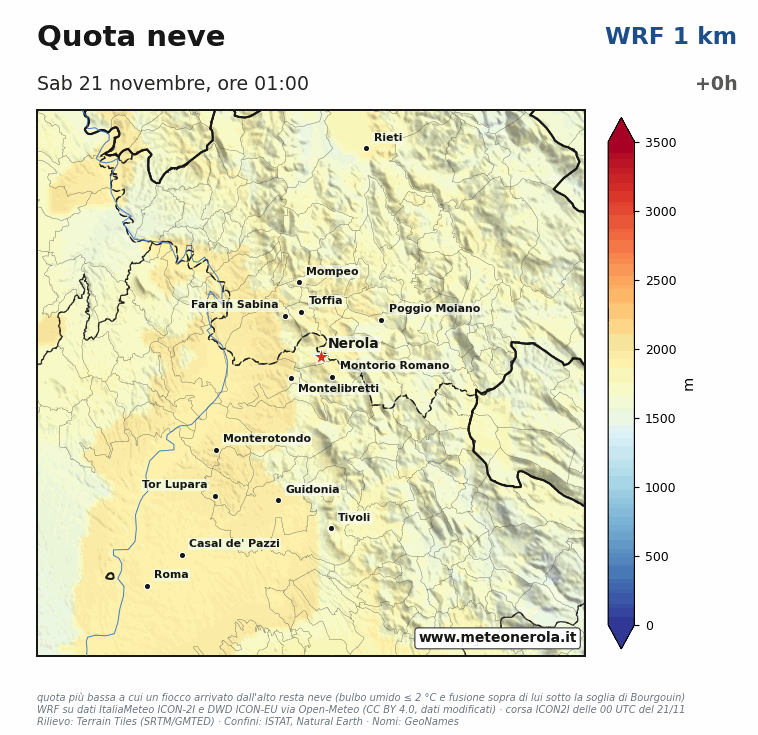 Quota neve
WRF 1 km
Sab 21 novembre, ore 01:00
+0h
Rieti
Mompeo
Fara in Sabina
Toffia
Poggio Moiano
Nerola
Montorio Romano
Montelibretti
Monterotondo
Tor Lupara
Guidonia
Tivoli
Casal de' Pazzi
Roma
www.meteonerola.it
3500
3000
2500
2000
1500
1000
500
0
m
quota più bassa a cui un fiocco arrivato dall'alto resta neve (bulbo umido ≤ 2 °C e fusione sopra di lui sotto la soglia di Bourgouin)
WRF su dati ItaliaMeteo ICON-2I e DWD ICON-EU via Open-Meteo (CC BY 4.0, dati modificati) · corsa ICON2I delle 00 UTC del 21/11
Rilievo: Terrain Tiles (SRTM/GMTED) · Confini: ISTAT, Natural Earth · Nomi: GeoNames